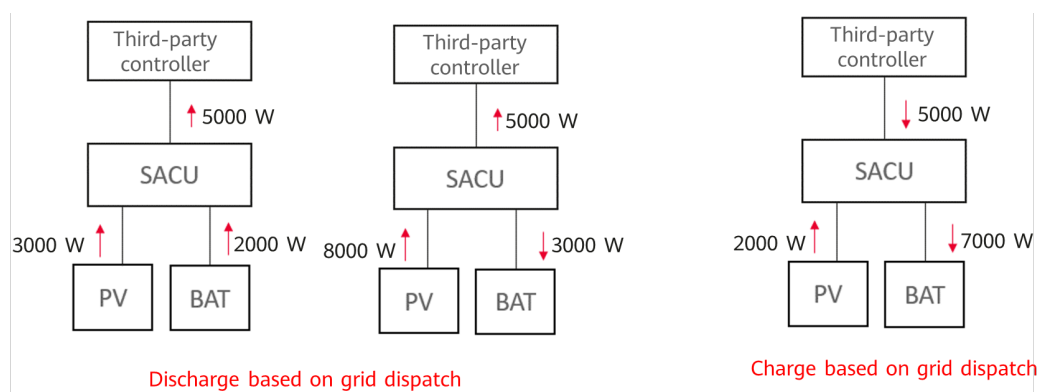 Third-party
controller
5000 W
SACU
3000 W
2000 W
PV
BAT
Third-party
controller
5000 W
SACU
8000 W
3000 W
PV
BAT
Discharge based on grid dispatch
Third-party
controller
5000 W
SACU
2000 W
7000 W
PV
BAT
Charge based on grid dispatch